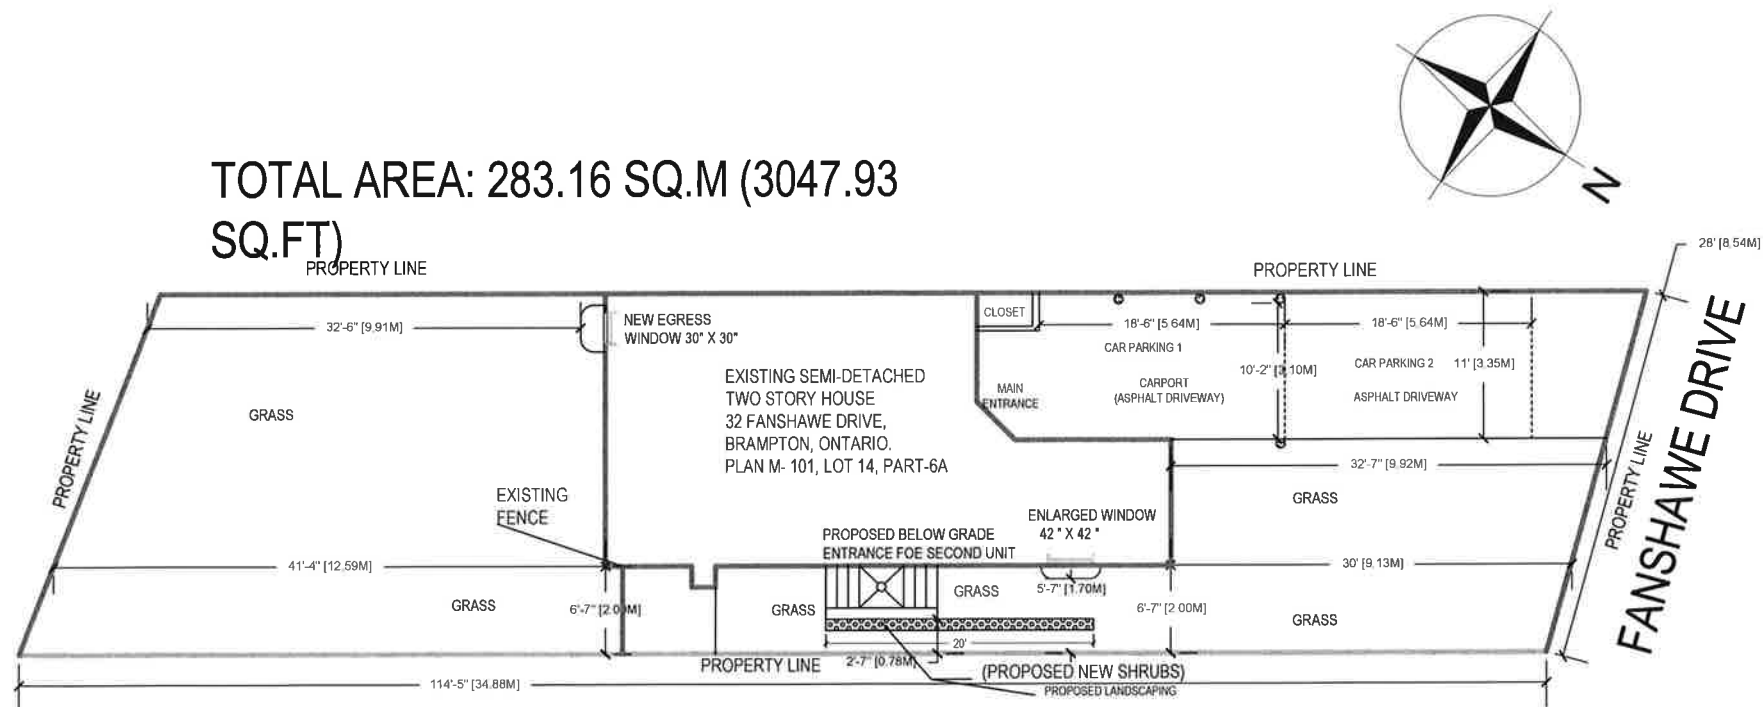 TOTAL AREA: 283.16 SQ.M (3047.93
SQ.FT)
N
28' [8.54M]
PROPERTY LINE
PROPERTY LINE
32'-6" [9.91M]
NEW EGRESS
WINDOW 30" X 30"
CLOSET
18'-6" [5.64M]
18'-6" [5.64M]
CAR PARKING 1
10'-2" [3.10M]
CAR PARKING 2
11' [3.35M]
EXISTING SEMI-DETACHED
TWO STORY HOUSE
32 FANSHAWE DRIVE,
BRAMPTON, ONTARIO.
PLAN M- 101, LOT 14, PART-6A
MAIN
ENTRANCE
CARPORT
(ASPHALT DRIVEWAY)
ASPHALT DRIVEWAY
GRASS
PROPERTY LINE
32'-7" [9.92M]
PROPERTY LINE
FANSHAWE DRIVE
GRASS
EXISTING
FENCE
PROPOSED BELOW GRADE
ENTRANCE FOE SECOND UNIT
ENLARGED WINDOW
42 " X 42 "
41'-4" [12.59M]
30' [9.13M]
GRASS
6'-7" [2.00M]
GRASS
GRASS
5'-7" [1.70M]
6'-7" [2.00M]
GRASS
20'
PROPERTY LINE
2'-7" [0.78M]
(PROPOSED NEW SHRUBS)
PROPOSED LANDSCAPING
114'-5" [34.88M]